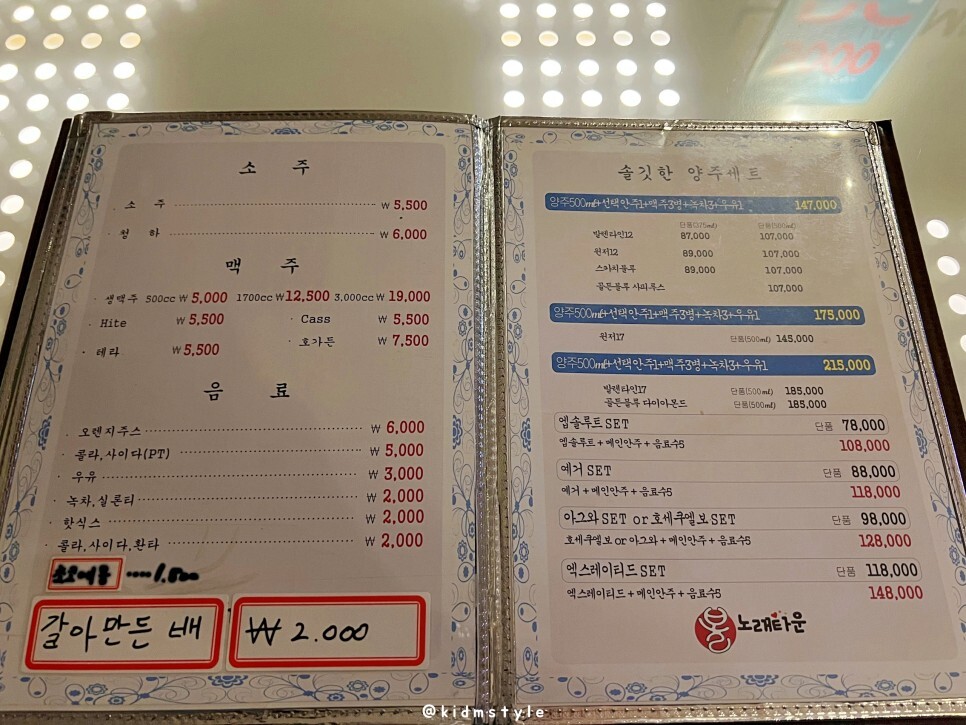 소 주
소 주 ₩ 5,500
청 하 ₩ 6,000
맥 주
· 생맥주 500cc ₩ 5,000 1700cc ₩ 12,500 3,000cc ₩ 19,000
· Hite ₩ 5,500 · Cass ₩ 5,500
· 테라 ₩ 5,500 · 호가든 ₩ 7,500
음 료
· 오렌지주스 ₩ 6,000
· 콜라,사이다(PT) ₩ 5,000
· 우유 ₩ 3,000
· 녹차,실론티 ₩ 2,000
· 핫식스 ₩ 2,000
· 콜라,사이다,환타 ₩ 2,000
갈아만든 배 ₩ 2.000
솔깃한 양주세트
양주500㎖+선택안주1+맥주3병+녹차3+우유1 147,000
단품(375㎖) 단품(500㎖)
발렌타인12 87,000 107,000
윈저12 89,000 107,000
스카치블루 89,000 107,000
골든블루 사피루스 107,000
양주500㎖+선택안주1+맥주3병+녹차3+우유1 175,000
윈저17 단품(500㎖) 145,000
양주500㎖+선택안주1+맥주3병+녹차3+우유1 215,000
발렌타인17 단품(500㎖) 185,000
골든블루 다이아몬드 단품(500㎖) 185,000
엡솔루트 SET 단품 78,000
엡솔루트+메인안주+음료수5 108,000
예거 SET 단품 88,000
예거+메인안주+음료수5 118,000
아그와 SET or 호세쿠엘보 SET 단품 98,000
호세쿠엘보 or 아그와+메인안주+음료수5 128,000
엑스레이티드 SET 단품 118,000
엑스레이티드+메인안주+음료수5 148,000
노래타운
@kidmstyle